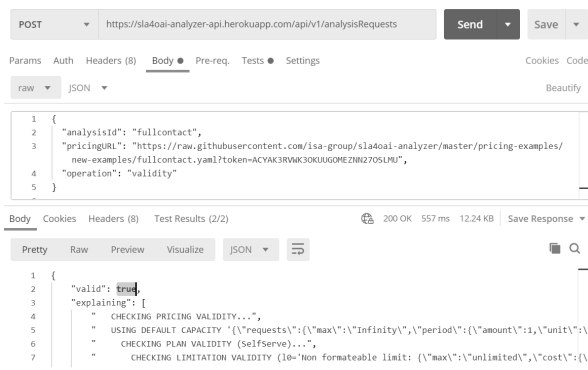 POST https://sla4oai-analyzer-api.herokuapp.com/api/v1/analysisRequests Send Save
Params Auth Headers (8) Body Pre-req. Tests Settings Cookies Code
raw JSON Beautify
1 {
2 "analysisId": "fullcontact",
3 "pricingURL": "https://raw.githubusercontent.com/isa-group/sla4oai-analyzer/master/pricing-examples/
new-examples/fullcontact.yaml?token=ACYAK3RVWK3OKUUGOMEZNN27OSLMU",
4 "operation": "validity"
5 }
Body Cookies Headers (8) Test Results (2/2) 200 OK 557 ms 12.24 KB Save Response
Pretty Raw Preview Visualize JSON
1 {
2 "valid": true,
3 "explaining": [
4 " CHECKING PRICING VALIDITY...",
5 " USING DEFAULT CAPACITY '{\"requests\":{\"max\":\"Infinity\",\"period\":{\"amount\":1,\"unit\":\
6 " CHECKING PLAN VALIDITY (SelfServe)...",
7 " CHECKING LIMITATION VALIDITY (l0='Non formateable limit: {\"max\":\"unlimited\",\"cost\":{\